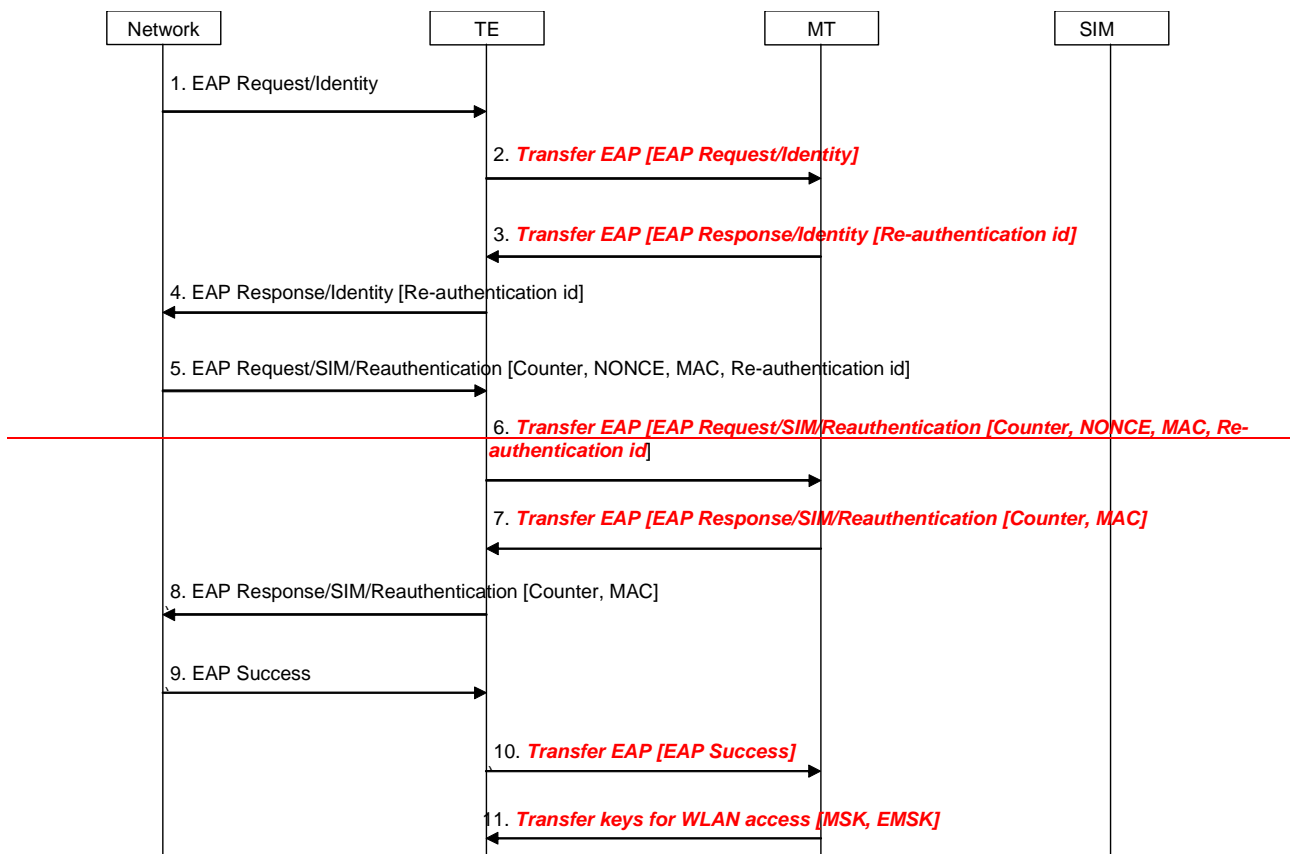 Network TE MT SIM
1. EAP Request/Identity
2. Transfer EAP [EAP Request/Identity]
3. Transfer EAP [EAP Response/Identity [Re-authentication id]
4. EAP Response/Identity [Re-authentication id]
5. EAP Request/SIM/Reauthentication [Counter, NONCE, MAC, Re-authentication id]
6. Transfer EAP [EAP Request/SIM/Reauthentication [Counter, NONCE, MAC, Re-
authentication id]
7. Transfer EAP [EAP Response/SIM/Reauthentication [Counter, MAC]
8. EAP Response/SIM/Reauthentication [Counter, MAC]
9. EAP Success
10. Transfer EAP [EAP Success]
11. Transfer keys for WLAN access [MSK, EMSK]